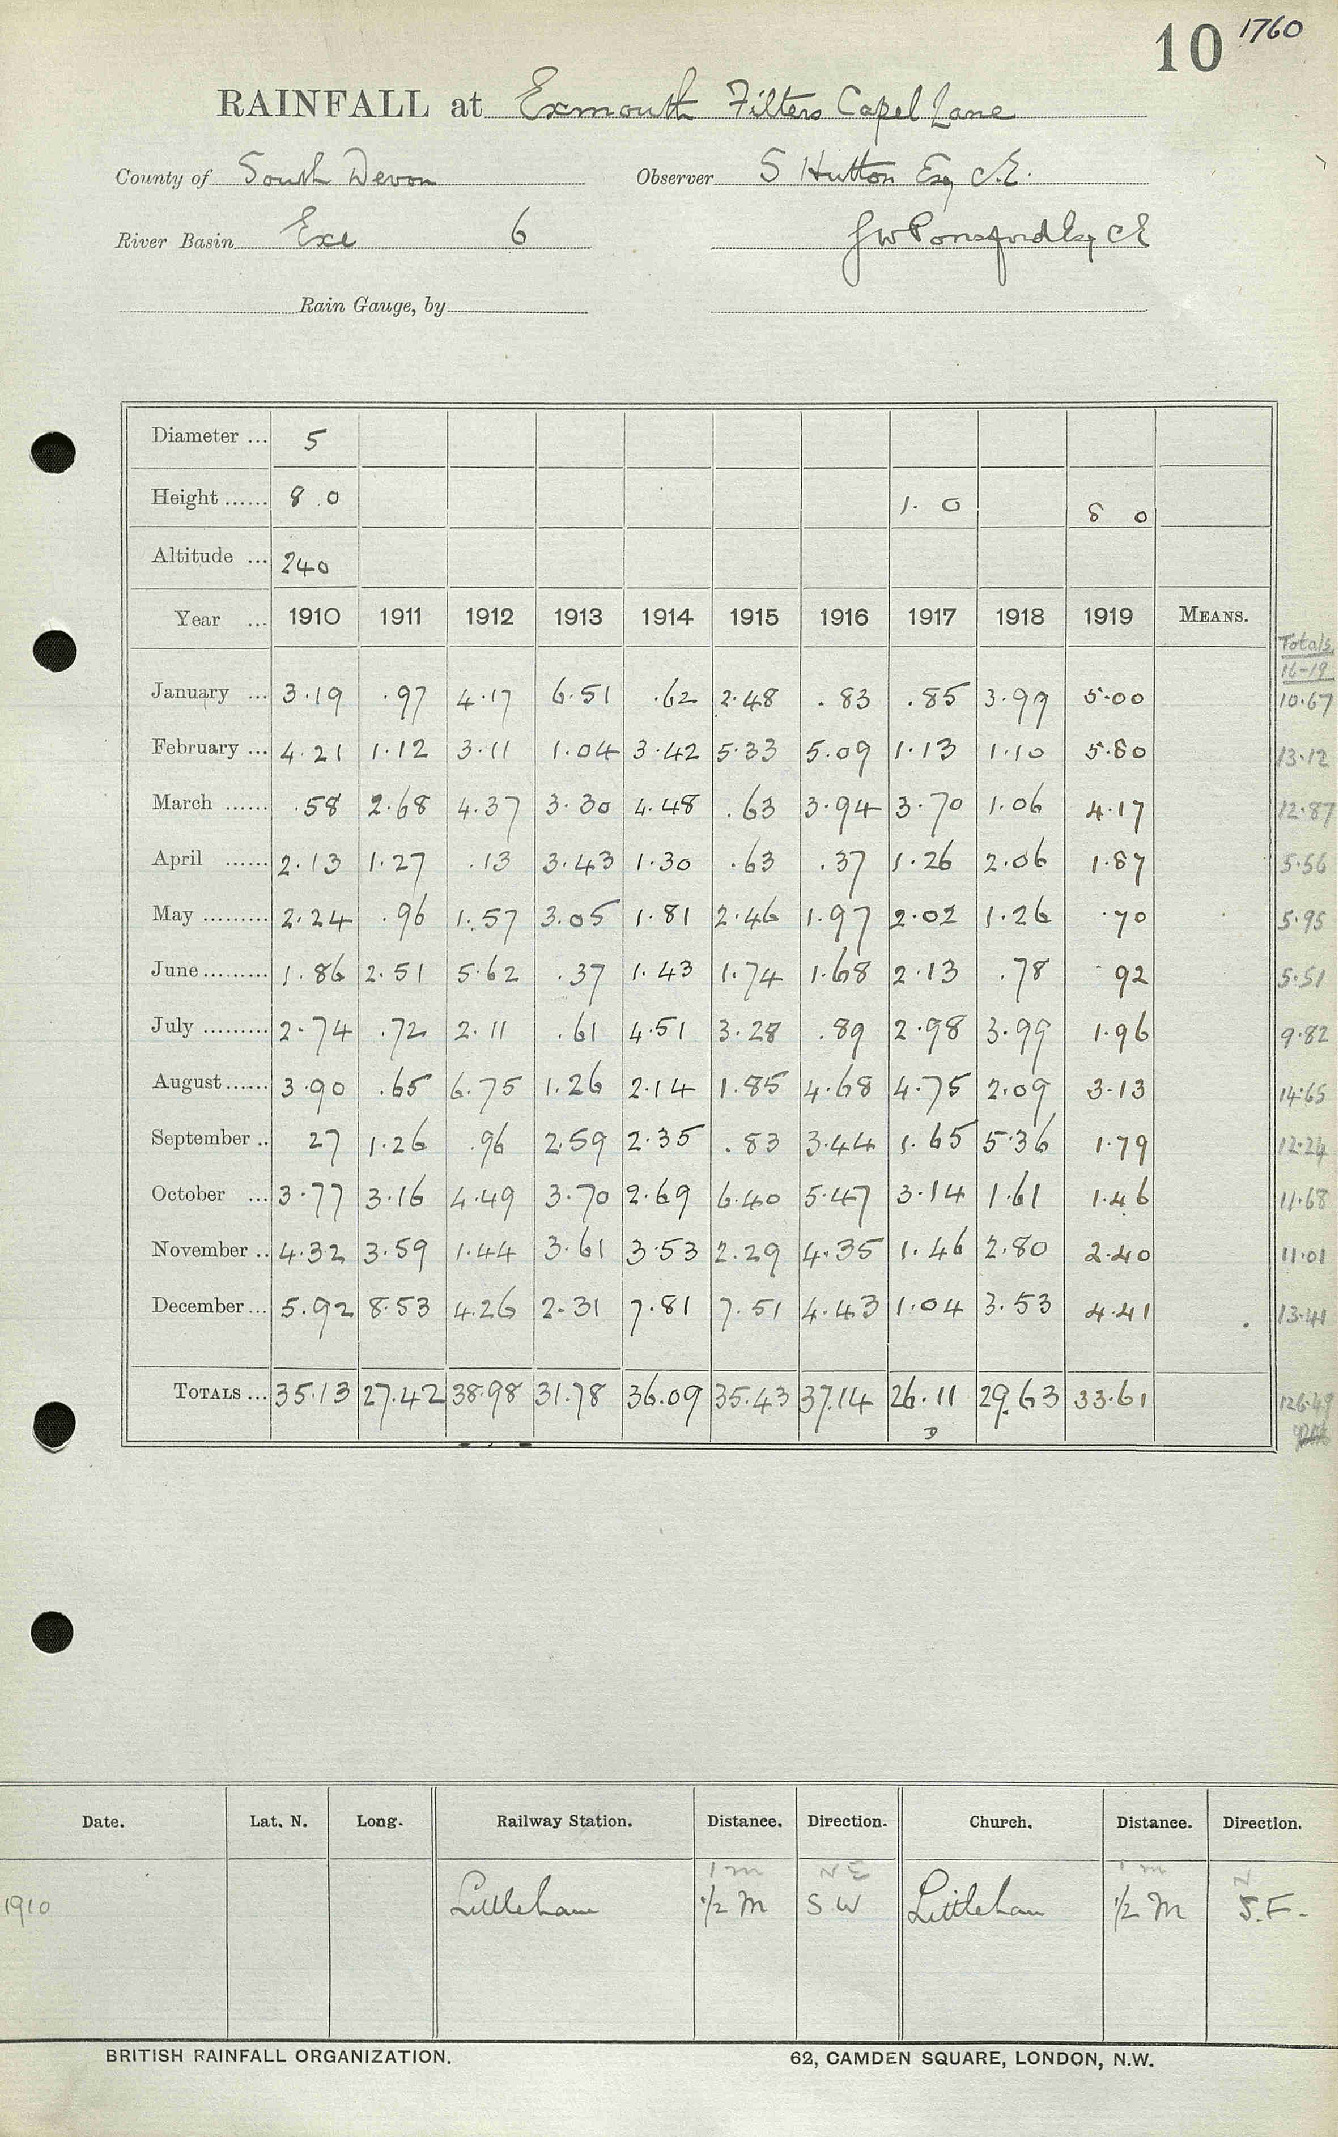 10 1760
RAINFALL at Exmouth Filters Capel Lane
County of South Devon Observer S Hutton Esq C.E.
River Basin Exe 6 J W Ponsford Esq CE
Rain Gauge, by
Diameter ... 5
Height ...... 8.0 1. 0 8 0
Altitude ... 240
Year ... 1910 1911 1912 1913 1914 1915 1916 1917 1918 1919 MEANS. Totals
16-19
January ... 3.19 .97 4.17 6.51 .62 2.48 .83 .85 3.99 5.00 10.67
February ... 4.21 1.12 3.11 1.04 3.42 5.33 5.09 1.13 1.10 5.80 13.12
March ...... .58 2.68 4.37 3.30 4.48 .63 3.94 3.70 1.06 4.17 12.87
April ...... 2.13 1.27 .13 3.43 1.30 .63 .37 1.26 2.06 1.87 5.56
May .......... 2.24 .96 1.57 3.05 1.81 2.46 1.97 2.02 1.26 .70 5.95
June ......... 1.86 2.51 5.62 .37 1.43 1.74 1.68 2.13 .78 .92 5.51
July .......... 2.74 .72 2.11 .61 4.51 3.28 .89 2.98 3.99 1.96 9.82
August ...... 3.90 .65 6.75 1.26 2.14 1.85 4.68 4.75 2.09 3.13 14.65
September .. 27 1.26 .96 2.59 2.35 .83 3.44 1.65 5.36 1.79 12.24
October ... 3.77 3.16 4.49 3.70 2.69 6.40 5.47 3.14 1.61 1.46 11.68
November .. 4.32 3.59 1.44 3.61 3.53 2.29 4.35 1.46 2.80 2.40 11.01
December ... 5.92 8.53 4.26 2.31 7.81 7.51 4.43 1.04 3.53 4.41 13.41
TOTALS ... 35.13 27.42 38.98 31.78 36.09 35.43 37.14 26.11 29.63 33.61 126.49
Date. Lat. N. Long. Railway Station. Distance. Direction. Church. Distance. Direction.
1 m N E 1 m N
1910 Littleham 1/2 M S W Littleham 1/2 M S.E.
BRITISH RAINFALL ORGANIZATION. 62, CAMDEN SQUARE, LONDON, N.W.